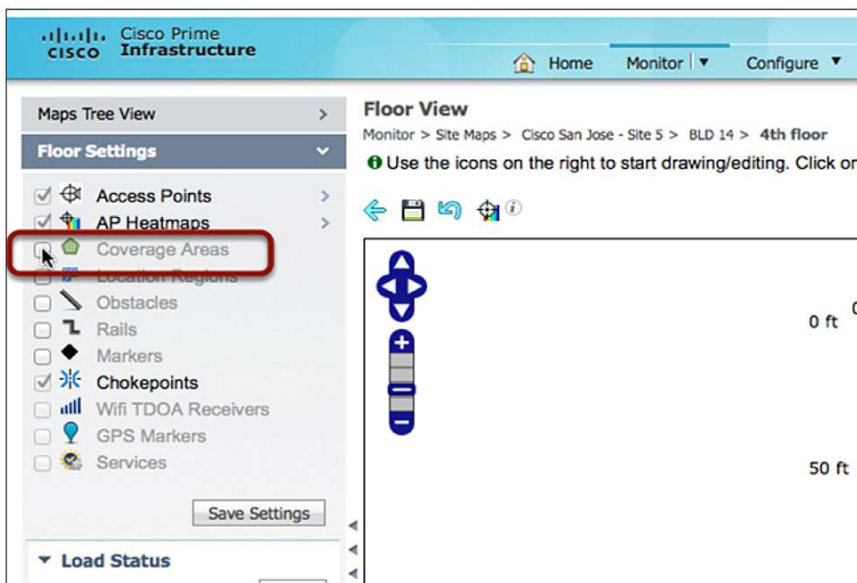 Cisco Prime
CISCO Infrastructure
Home Monitor Configure
Maps Tree View
Floor Settings
Access Points
AP Heatmaps
Coverage Areas
Location Regions
Obstacles
Rails
Markers
Chokepoints
Wifi TDOA Receivers
GPS Markers
Services
Save Settings
Load Status
Floor View
Monitor > Site Maps > Cisco San Jose - Site 5 > BLD 14 > 4th floor
Use the icons on the right to start drawing/editing. Click or
0 ft
50 ft